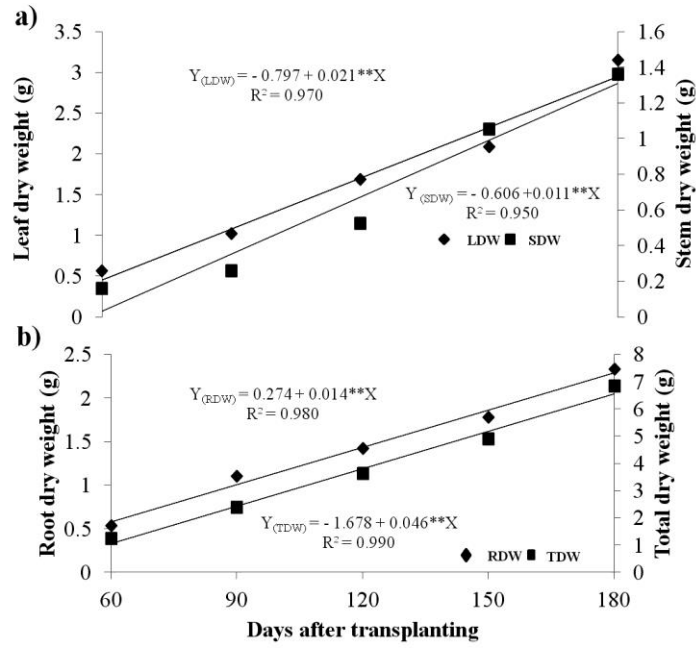 a)
3.5
3
2.5
2
1.5
1
0.5
0
Leaf dry weight (g)
Y(LDW) = - 0.797 + 0.021**X
R² = 0.970
Y (SDW) = - 0.606 +0.011**X
R² = 0.950
LDW SDW
1.6
1.4
1.2
1
0.8
0.6
0.4
0.2
0
Stem dry weight (g)
b)
2.5
2
1.5
1
0.5
0
Root dry weight (g)
Y(RDW) = 0.274 + 0.014**X
R² = 0.980
Y(TDW) = - 1.678 + 0.046**X
R² = 0.990
RDW TDW
8
7
6
5
4
3
2
1
0
Total dry weight (g)
60 90 120 150 180
Days after transplanting